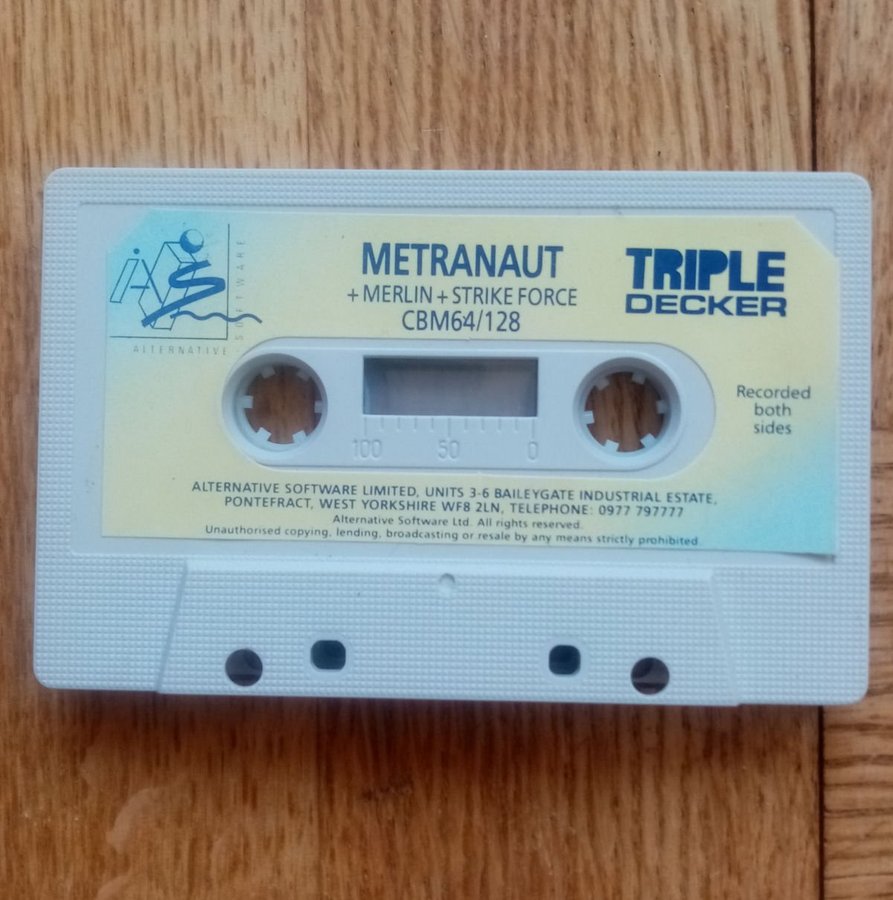 METRANAUT
+ MERLIN + STRIKE FORCE
CBM64/128
TRIPLE
DECKER
SOFTWARE
ALTERNATIVE
Recorded
both
sides
100 50 0
ALTERNATIVE SOFTWARE LIMITED, UNITS 3-6 BAILEYGATE INDUSTRIAL ESTATE,
PONTEFRACT, WEST YORKSHIRE WF8 2LN, TELEPHONE: 0977 797777
Alternative Software Ltd. All rights reserved.
Unauthorised copying, lending, broadcasting or resale by any means strictly prohibited